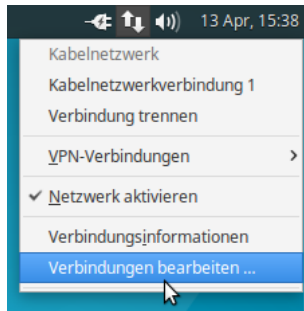 13 Apr, 15:38
Kabelnetzwerk
Kabelnetzwerkverbindung 1
Verbindung trennen
VPN-Verbindungen
Netzwerk aktivieren
Verbindungsinformationen
Verbindungen bearbeiten ...